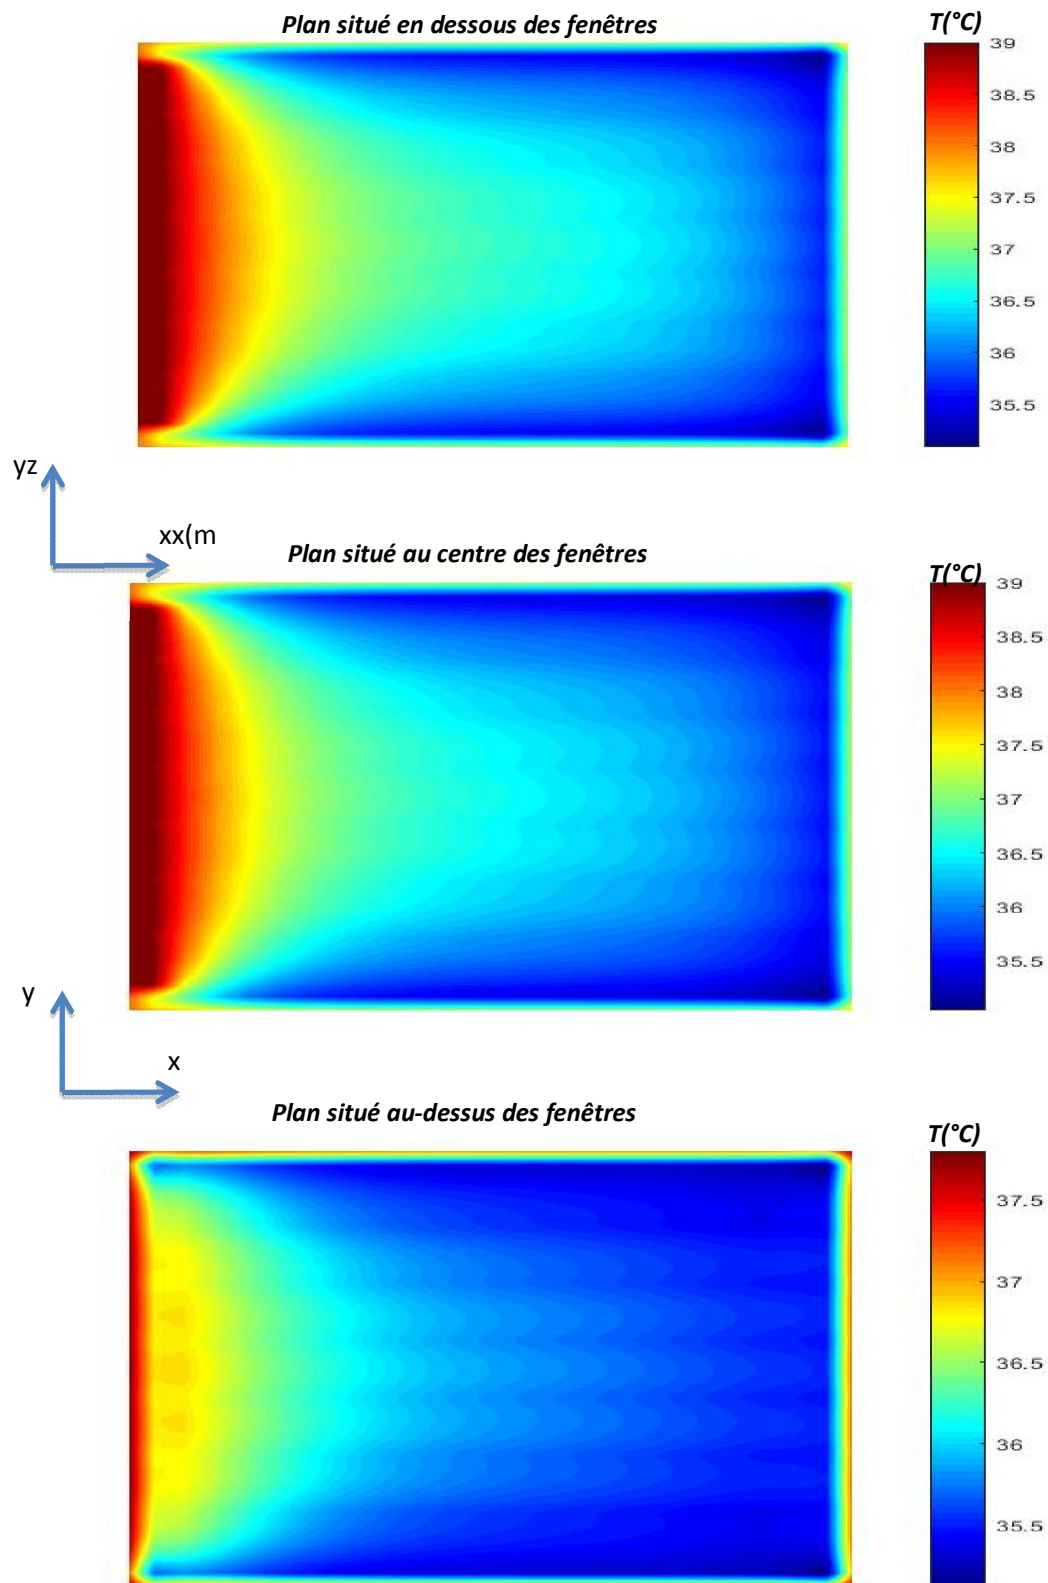 Plan situé en dessous des fenêtres
T(°C)
39
38.5
38
37.5
37
36.5
36
35.5
yz
xx(m
Plan situé au centre des fenêtres
T(°C)
39
38.5
38
37.5
37
36.5
36
35.5
y
x
Plan situé au-dessus des fenêtres
T(°C)
37.5
37
36.5
36
35.5